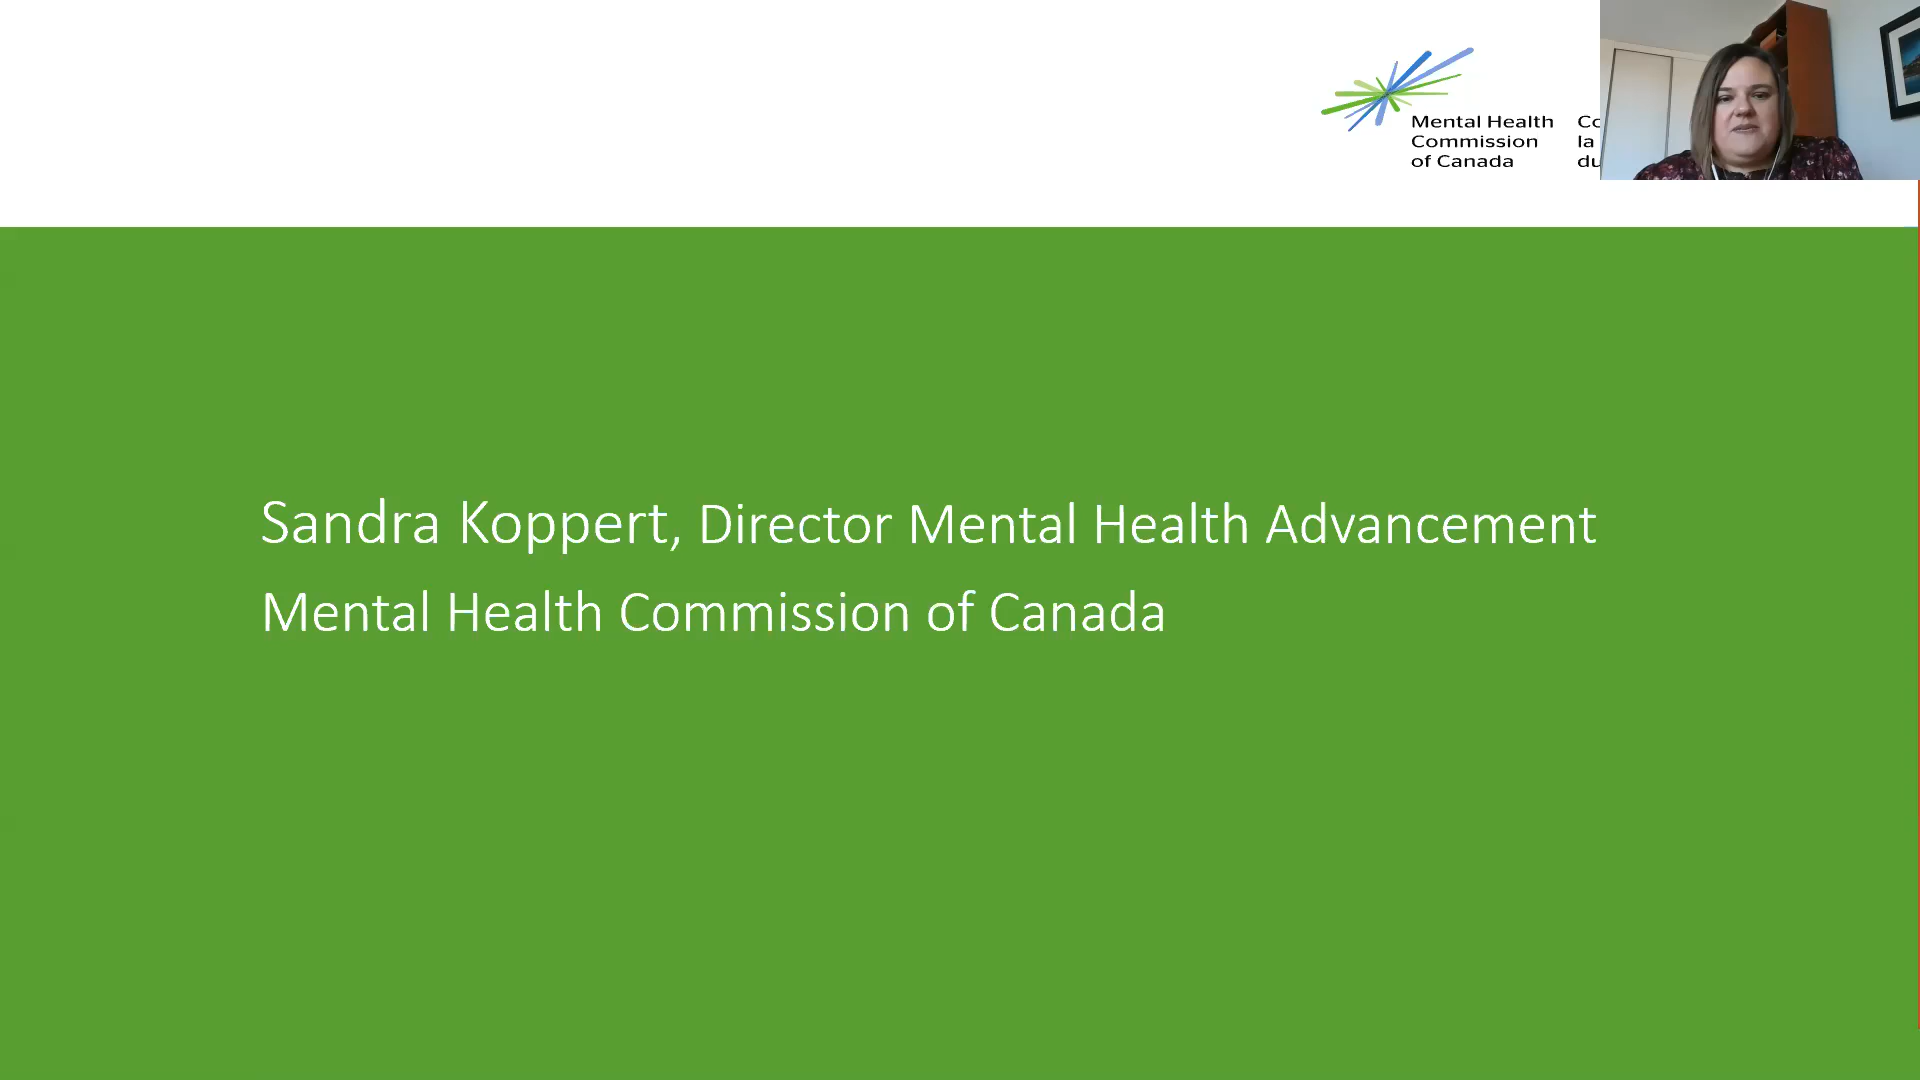 Mental Health
Commission
of Canada
la
Sandra Koppert, Director Mental Health Advancement
Mental Health Commission of Canada